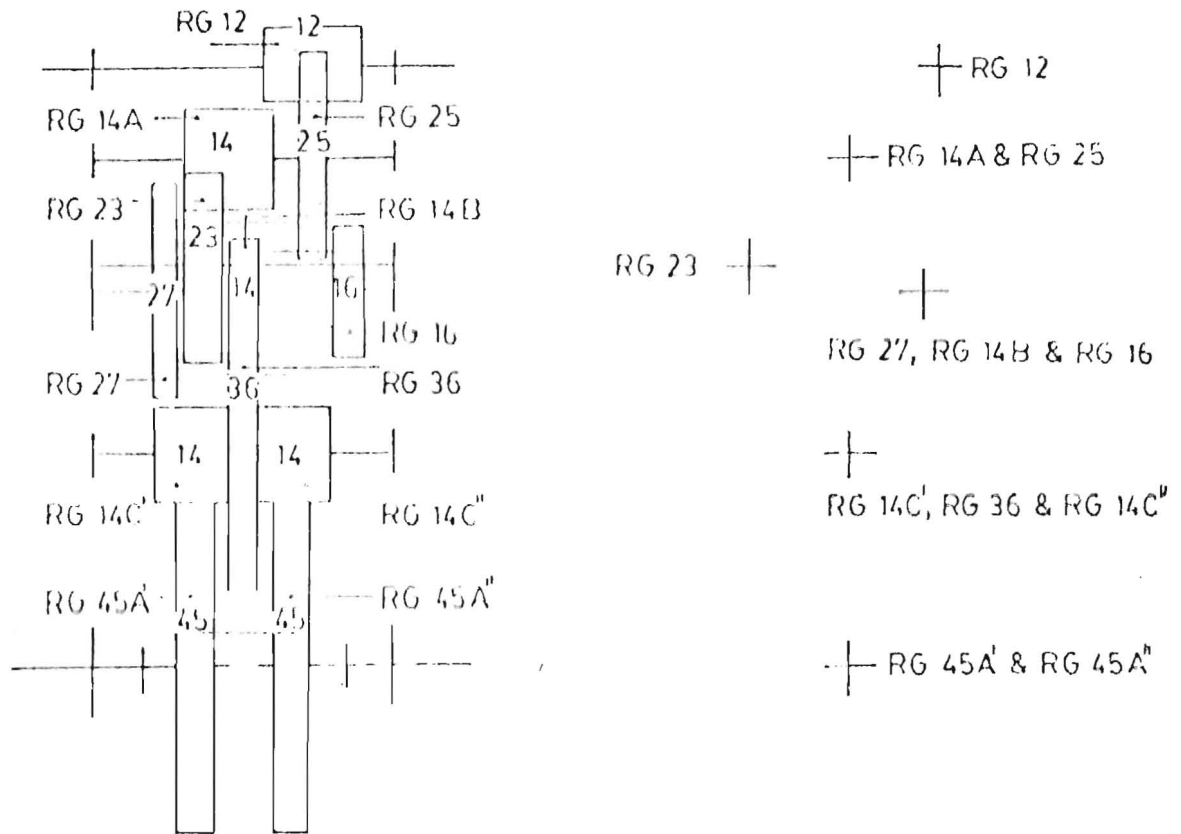 RG 12 12
RG 12
RG 14A RG 25
14 25
RG 14A & RG 25
RG 23 RG 14B
23
RG 23
27 14 16
RG 16
RG 27, RG 14B & RG 16
RG 27 36 RG 36
14 14
RG 14C' RG 14C"
RG 14C', RG 36 & RG 14C"
RG 45A' RG 45A"
45 45
RG 45A' & RG 45A"